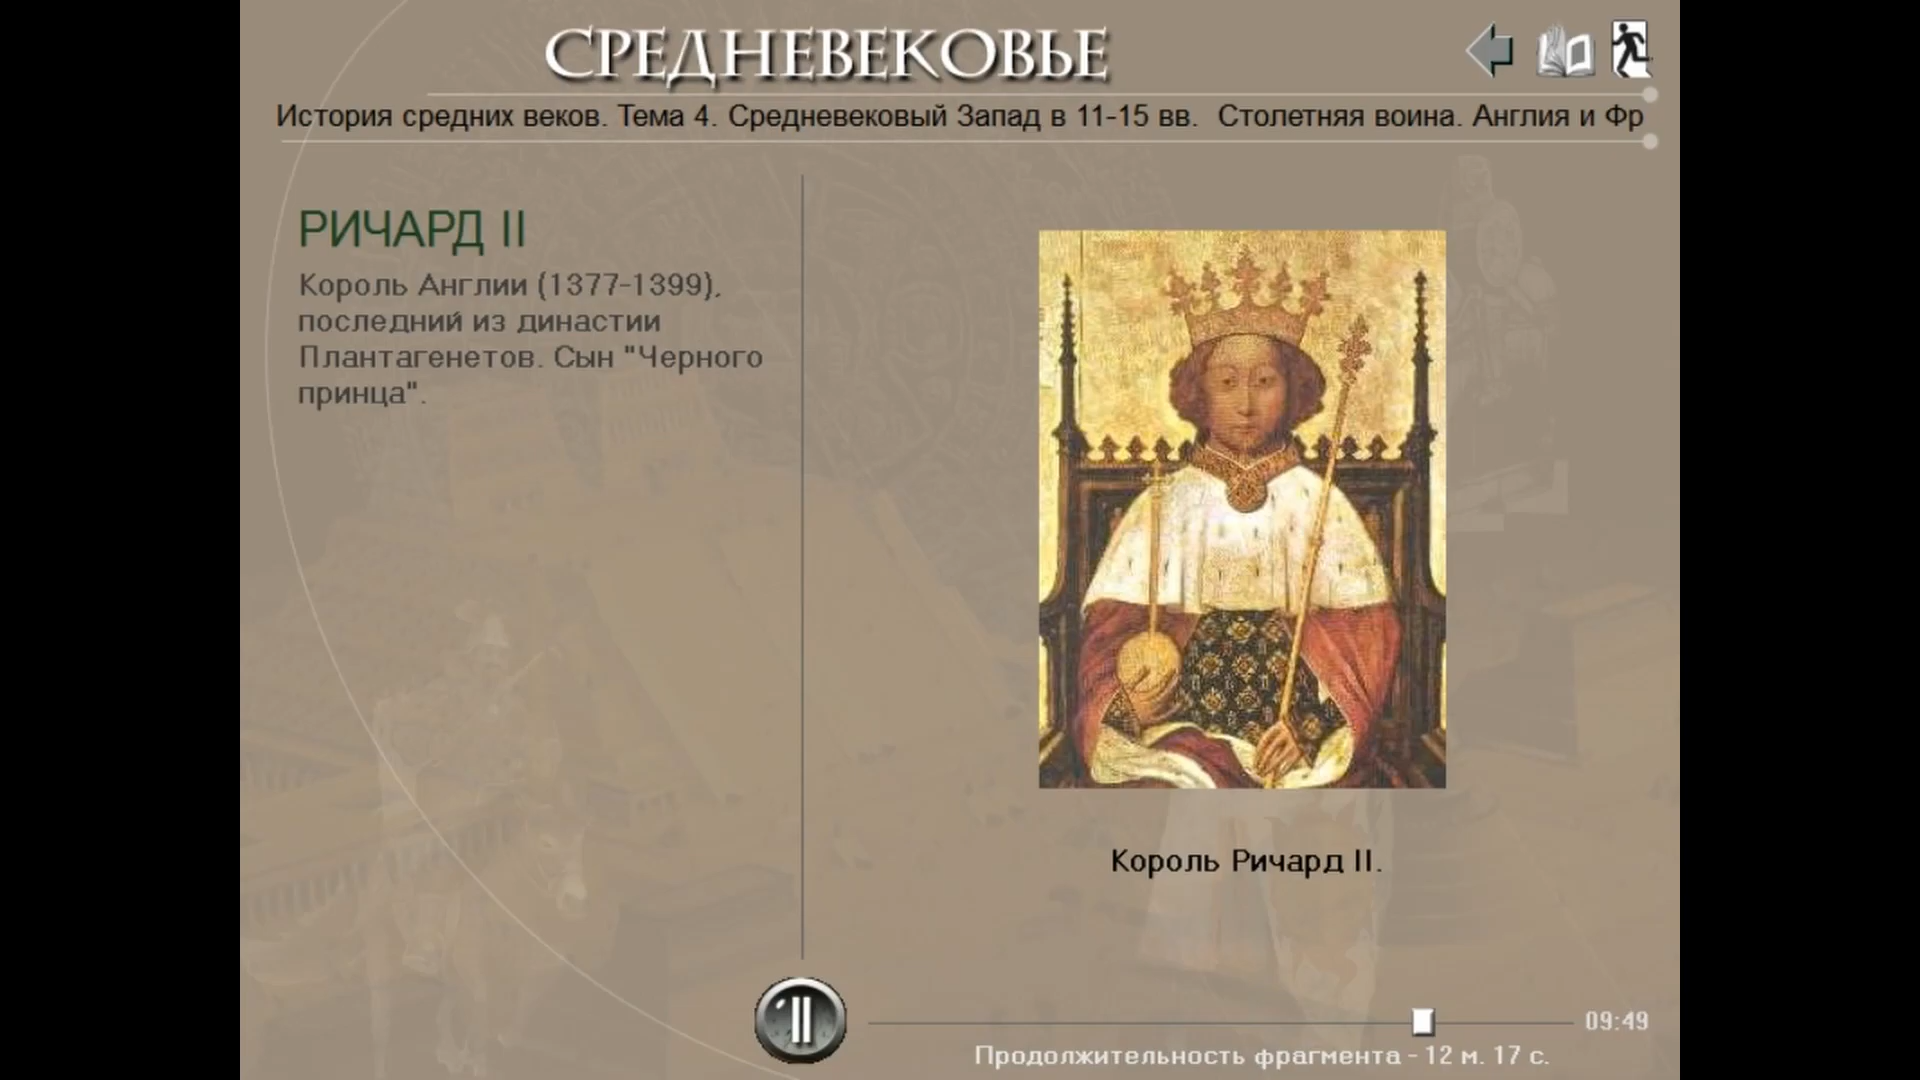 СРЕДНЕВЕКОВЬЕ
История средних веков. Тема 4. Средневековый Запад в 11-15 вв. Столетняя воина. Англия и Фр
РИЧАРД II
Король Англии (1377-1399),
последний из династии
Плантагенетов. Сын "Черного
принца".
Король Ричард II.
09:49
Продолжительность фрагмента - 12 м. 17 с.